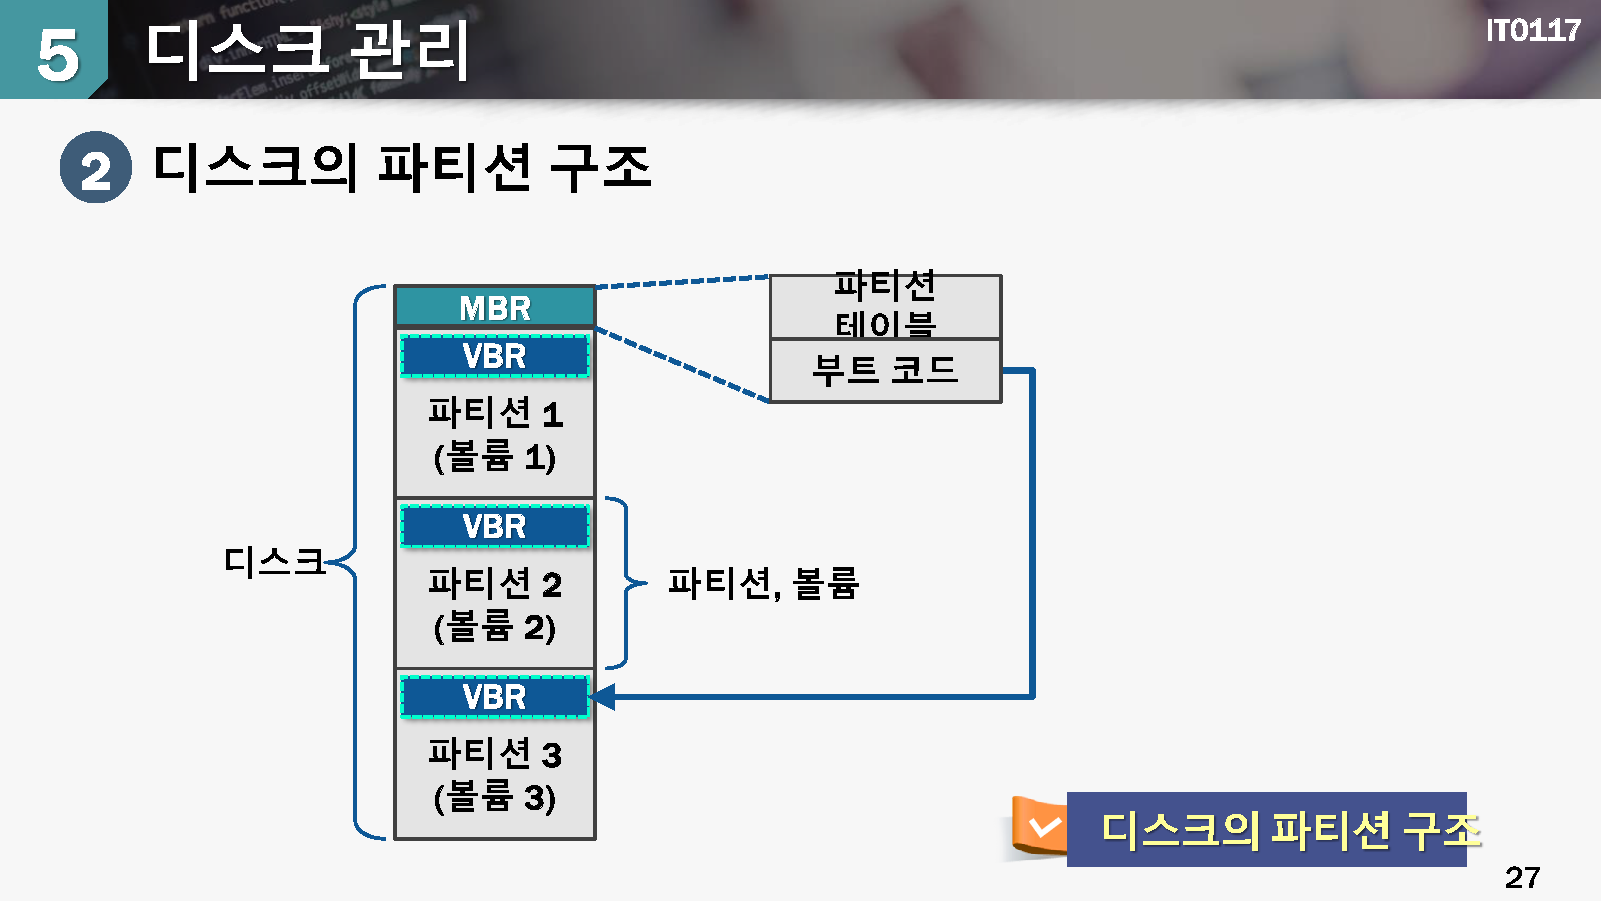 5 디스크 관리
IT0117
2 디스크의 파티션 구조
MBR
파티션
테이블
부트 코드
VBR
파티션 1
(볼륨 1)
VBR
파티션 2
(볼륨 2)
디스크
파티션, 볼륨
VBR
파티션 3
(볼륨 3)
디스크의 파티션 구조
27